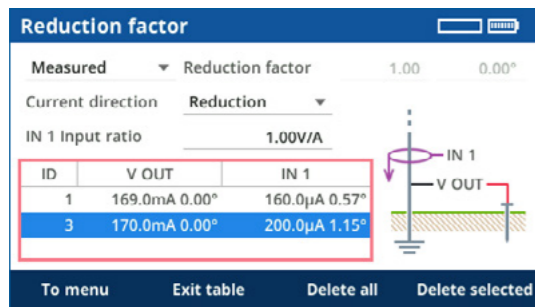 Reduction factor
Measured Reduction factor 1.00 0.00°
Current direction Reduction
IN 1 Input ratio 1.00V/A
IN 1
V OUT
ID V OUT IN 1
1 169.0mA 0.00° 160.0μA 0.57°
3 170.0mA 0.00° 200.0μA 1.15°
To menu Exit table Delete all Delete selected